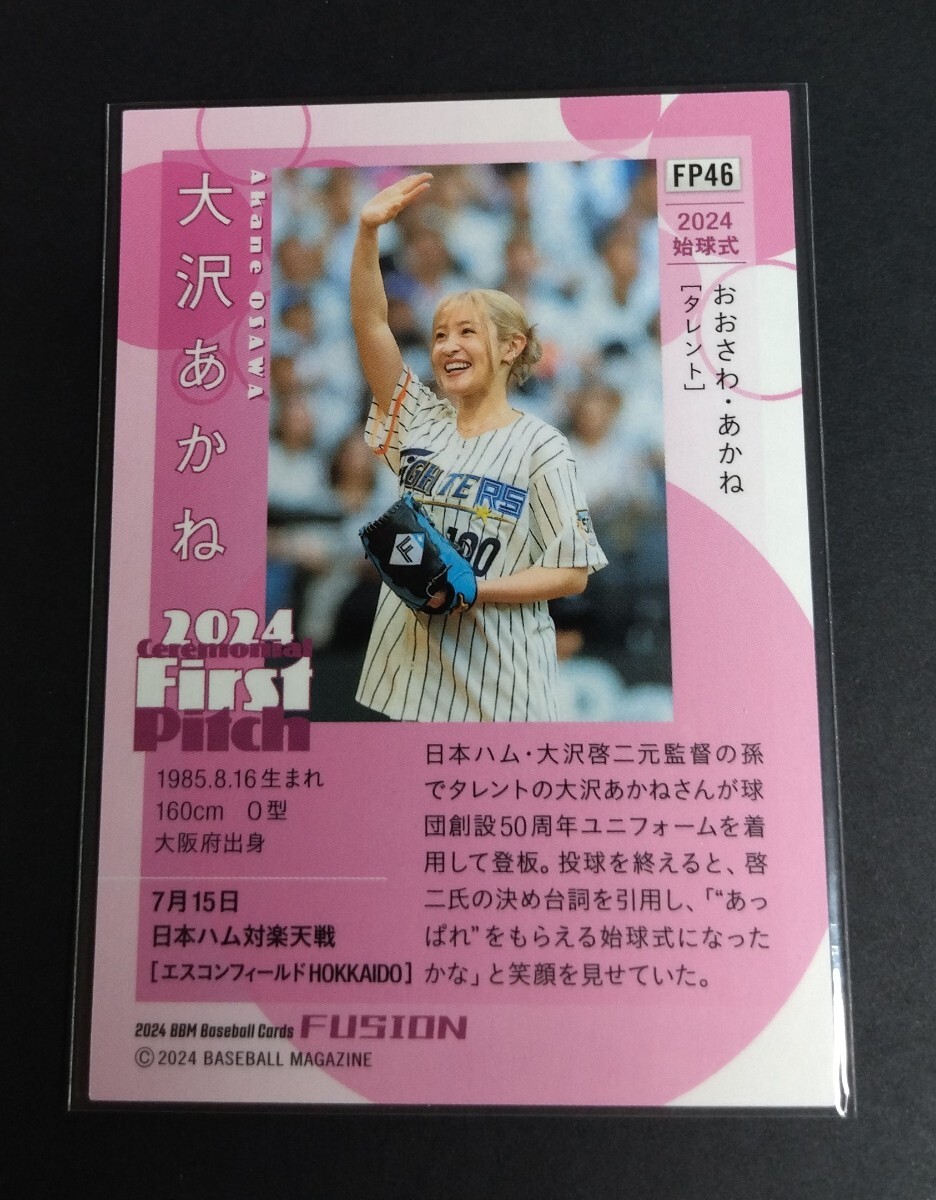 FP46
2024
始球式
おおさわ・あかね
[タレント]
大沢あかね
Akane OSAWA
FIGHTERS
100
F
2024
Ceremonial
First
Pitch
1985.8.16生まれ
160cm O型
大阪府出身
7月15日
日本ハム対楽天戦
[エスコンフィールドHOKKAIDO]
日本ハム・大沢啓二元監督の孫
でタレントの大沢あかねさんが球
団創設50周年ユニフォームを着
用して登板。投球を終えると、啓
二氏の決め台詞を引用し、「“あっ
ぱれ”をもらえる始球式になった
かな」と笑顔を見せていた。
2024 BBM Baseball Cards FUSION
©2024 BASEBALL MAGAZINE